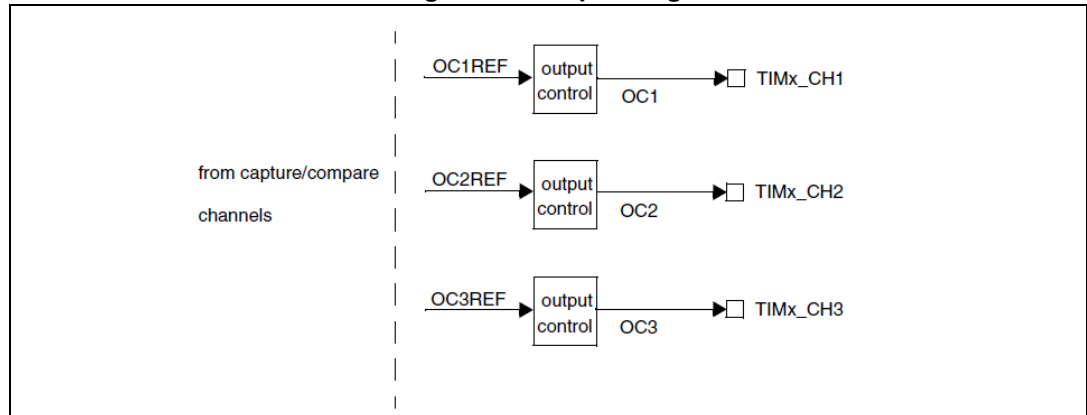 OC1REF
output
control
OC1
TIMx_CH1
from capture/compare
channels
OC2REF
output
control
OC2
TIMx_CH2
OC3REF
output
control
OC3
TIMx_CH3